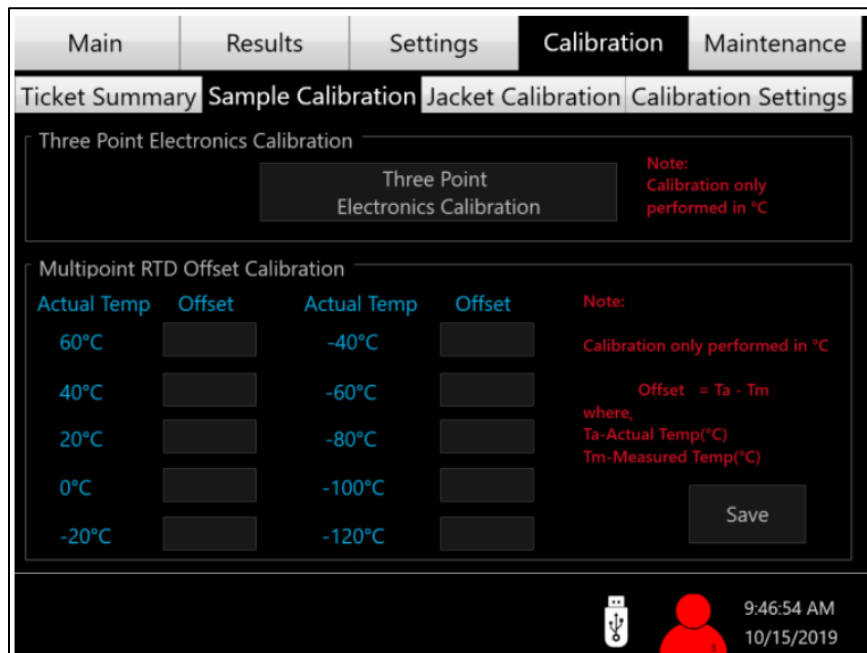 Main Results Settings Calibration Maintenance
Ticket Summary Sample Calibration Jacket Calibration Calibration Settings
Three Point Electronics Calibration
Three Point
Electronics Calibration
Note:
Calibration only
performed in °C
Multipoint RTD Offset Calibration
Actual Temp Offset Actual Temp Offset
60°C -40°C
40°C -60°C
20°C -80°C
0°C -100°C
-20°C -120°C
Note:
Calibration only performed in °C
Offset = Ta - Tm
where,
Ta-Actual Temp(°C)
Tm-Measured Temp(°C)
Save
3
9:46:54 AM
10/15/2019